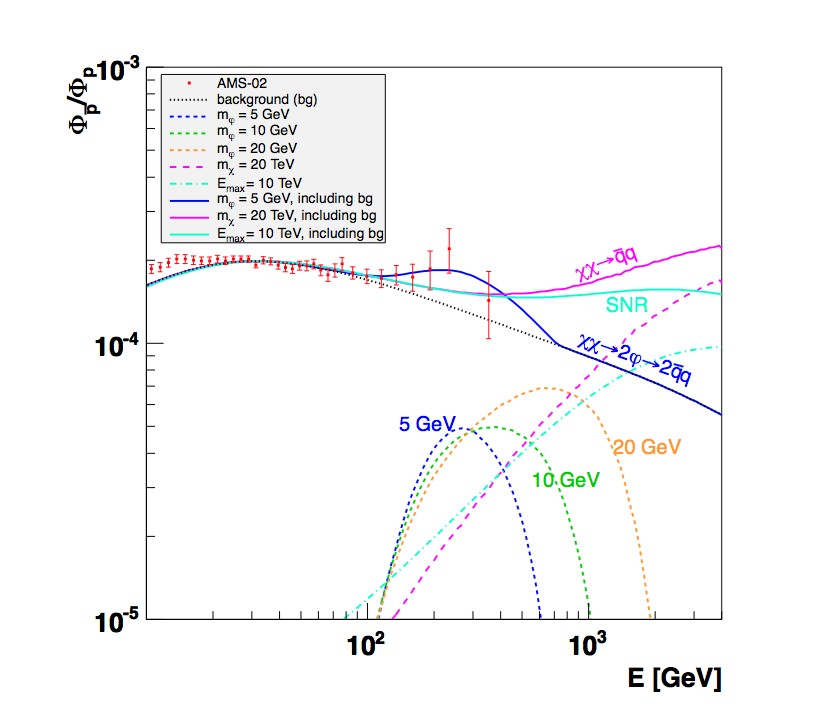 10⁻³
Φp̅/Φp
AMS-02
background (bg)
mφ = 5 GeV
mφ = 10 GeV
mφ = 20 GeV
mχ = 20 TeV
Emax = 10 TeV
mφ = 5 GeV, including bg
mχ = 20 TeV, including bg
Emax = 10 TeV, including bg
χχ→q̅q
SNR
10⁻⁴
χχ→2φ→2q̅q
5 GeV
20 GeV
10 GeV
10⁻⁵
10²
10³
E [GeV]